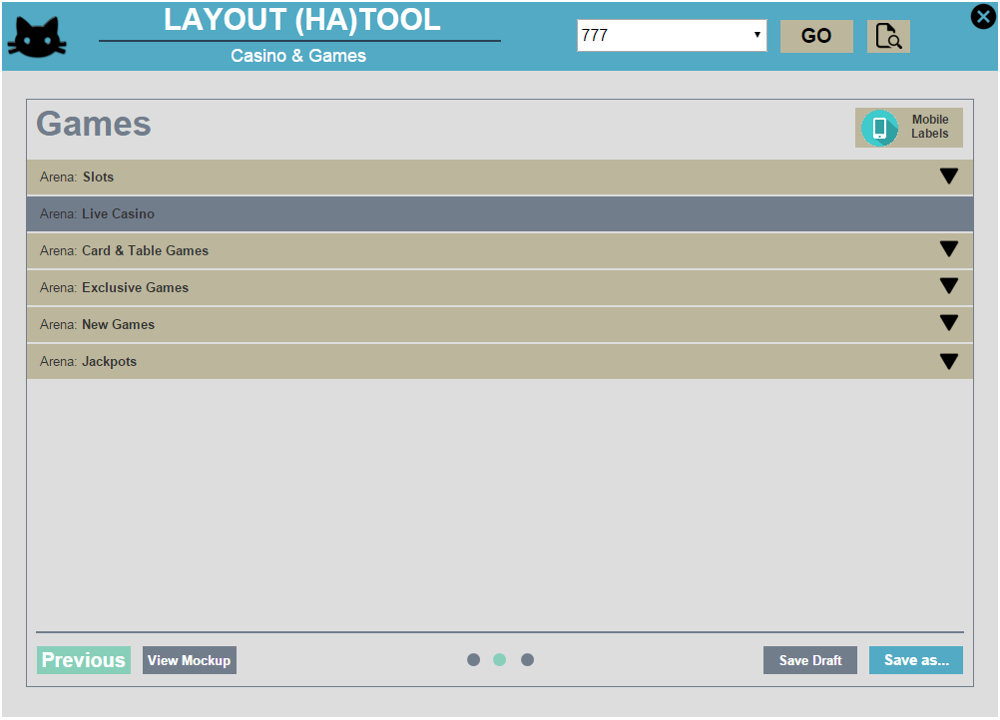 LAYOUT (HA)TOOL
Casino & Games
777
GO
Games
Mobile
Labels
Arena: Slots
Arena: Live Casino
Arena: Card & Table Games
Arena: Exclusive Games
Arena: New Games
Arena: Jackpots
Previous
View Mockup
Save Draft
Save as...